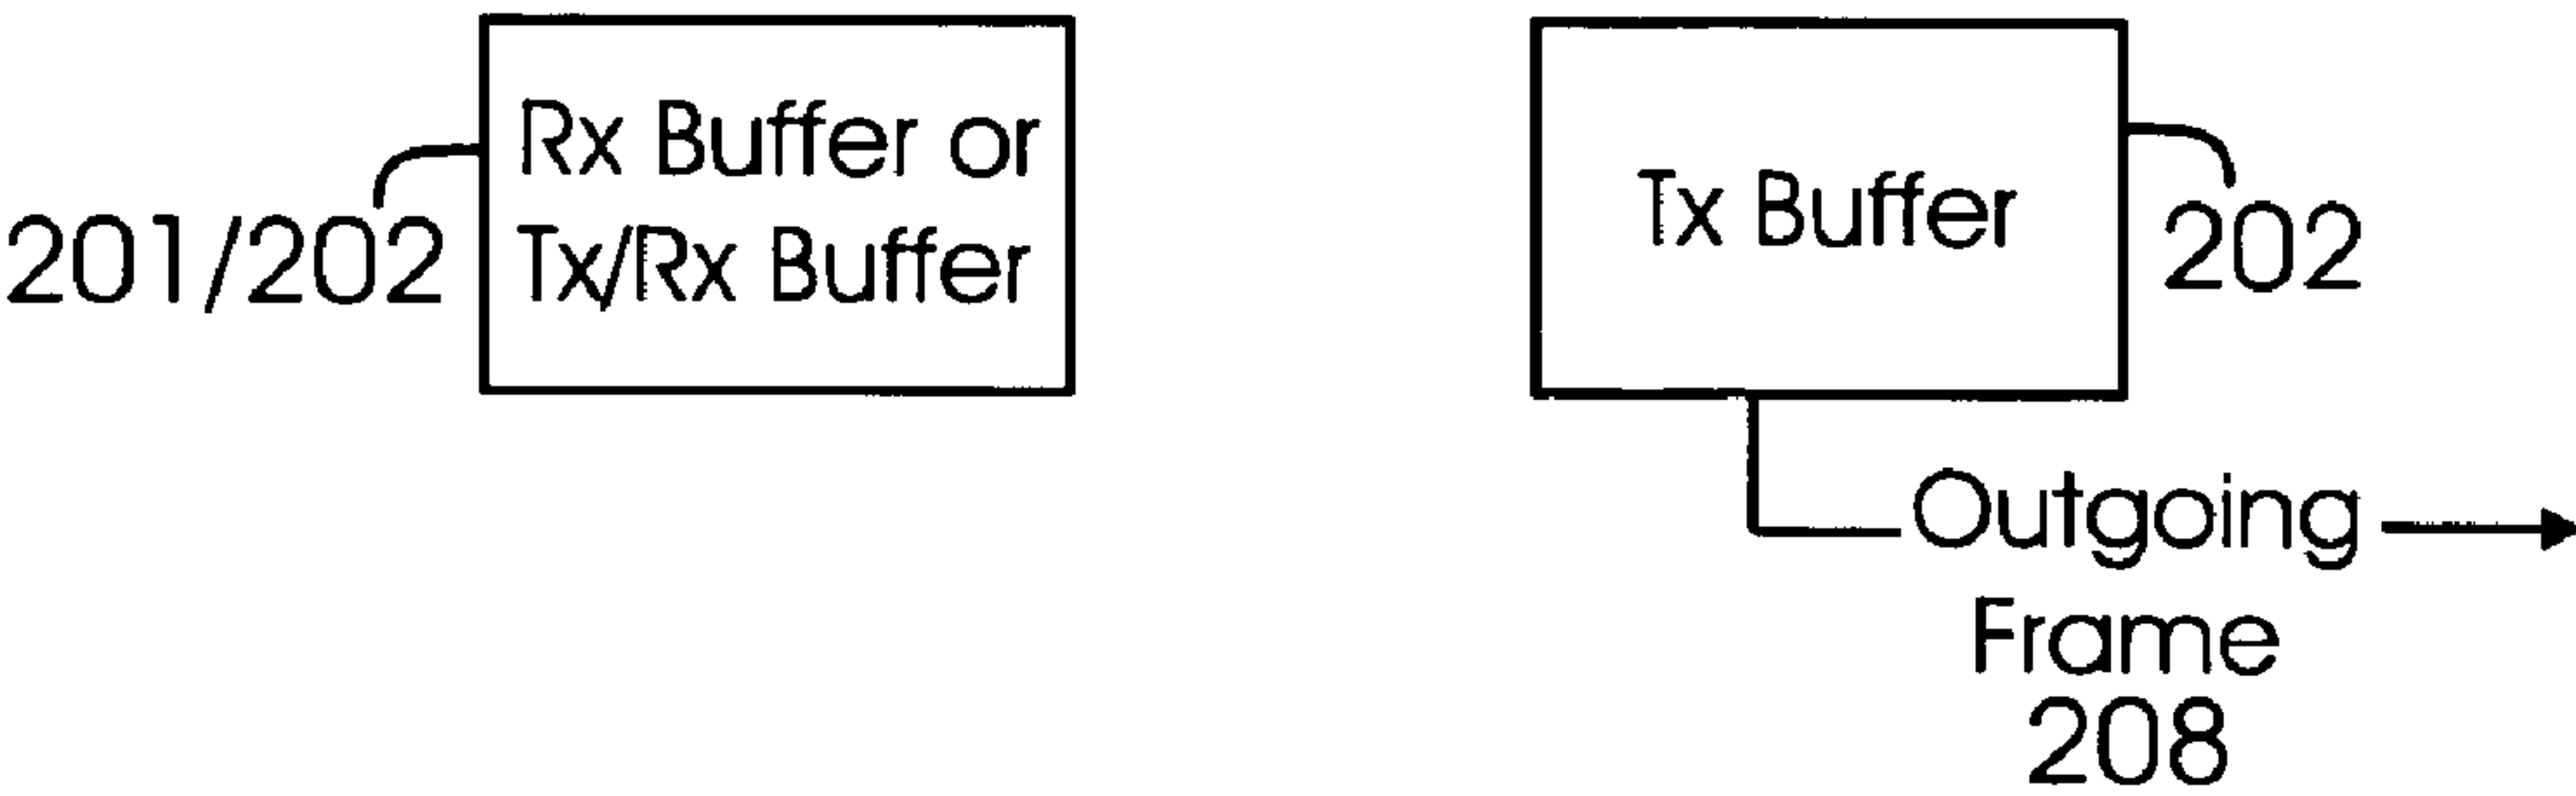 201/202
Rx Buffer or
Tx/Rx Buffer
Tx Buffer
202
Outgoing
Frame
208